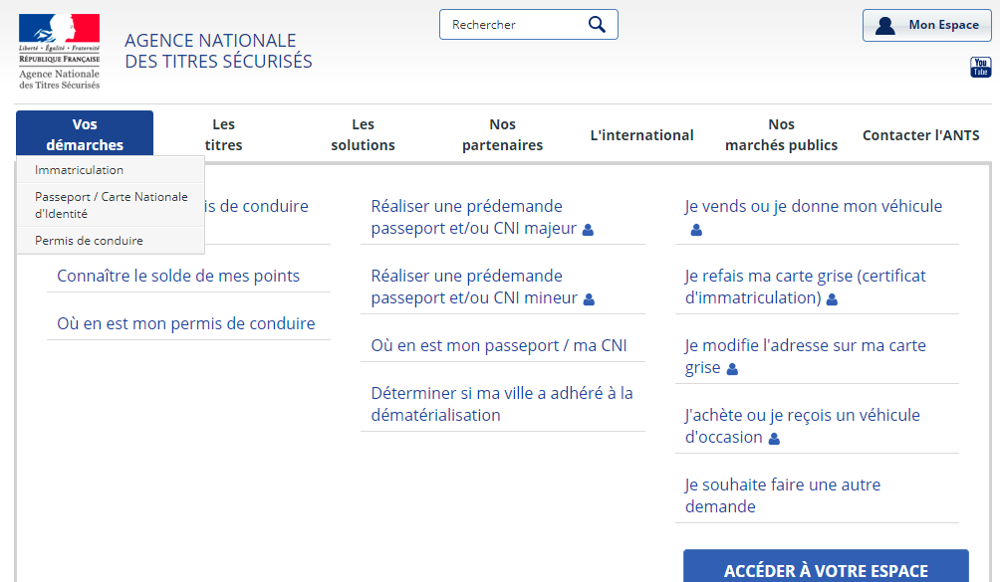 Liberté • Égalité • Fraternité
RÉPUBLIQUE FRANÇAISE
Agence Nationale
des Titres Sécurisés
AGENCE NATIONALE
DES TITRES SÉCURISÉS
Rechercher
Mon Espace
You
Tube
Vos
démarches
Les
titres
Les
solutions
Nos
partenaires
L'international
Nos
marchés publics
Contacter l'ANTS
Immatriculation
Passeport / Carte Nationale
d'Identité
Permis de conduire
is de conduire
Connaître le solde de mes points
Où en est mon permis de conduire
Réaliser une prédemande
passeport et/ou CNI majeur
Réaliser une prédemande
passeport et/ou CNI mineur
Où en est mon passeport / ma CNI
Déterminer si ma ville a adhéré à la
dématérialisation
Je vends ou je donne mon véhicule
Je refais ma carte grise (certificat
d'immatriculation)
Je modifie l'adresse sur ma carte
grise
J'achète ou je reçois un véhicule
d'occasion
Je souhaite faire une autre
demande
ACCÉDER À VOTRE ESPACE